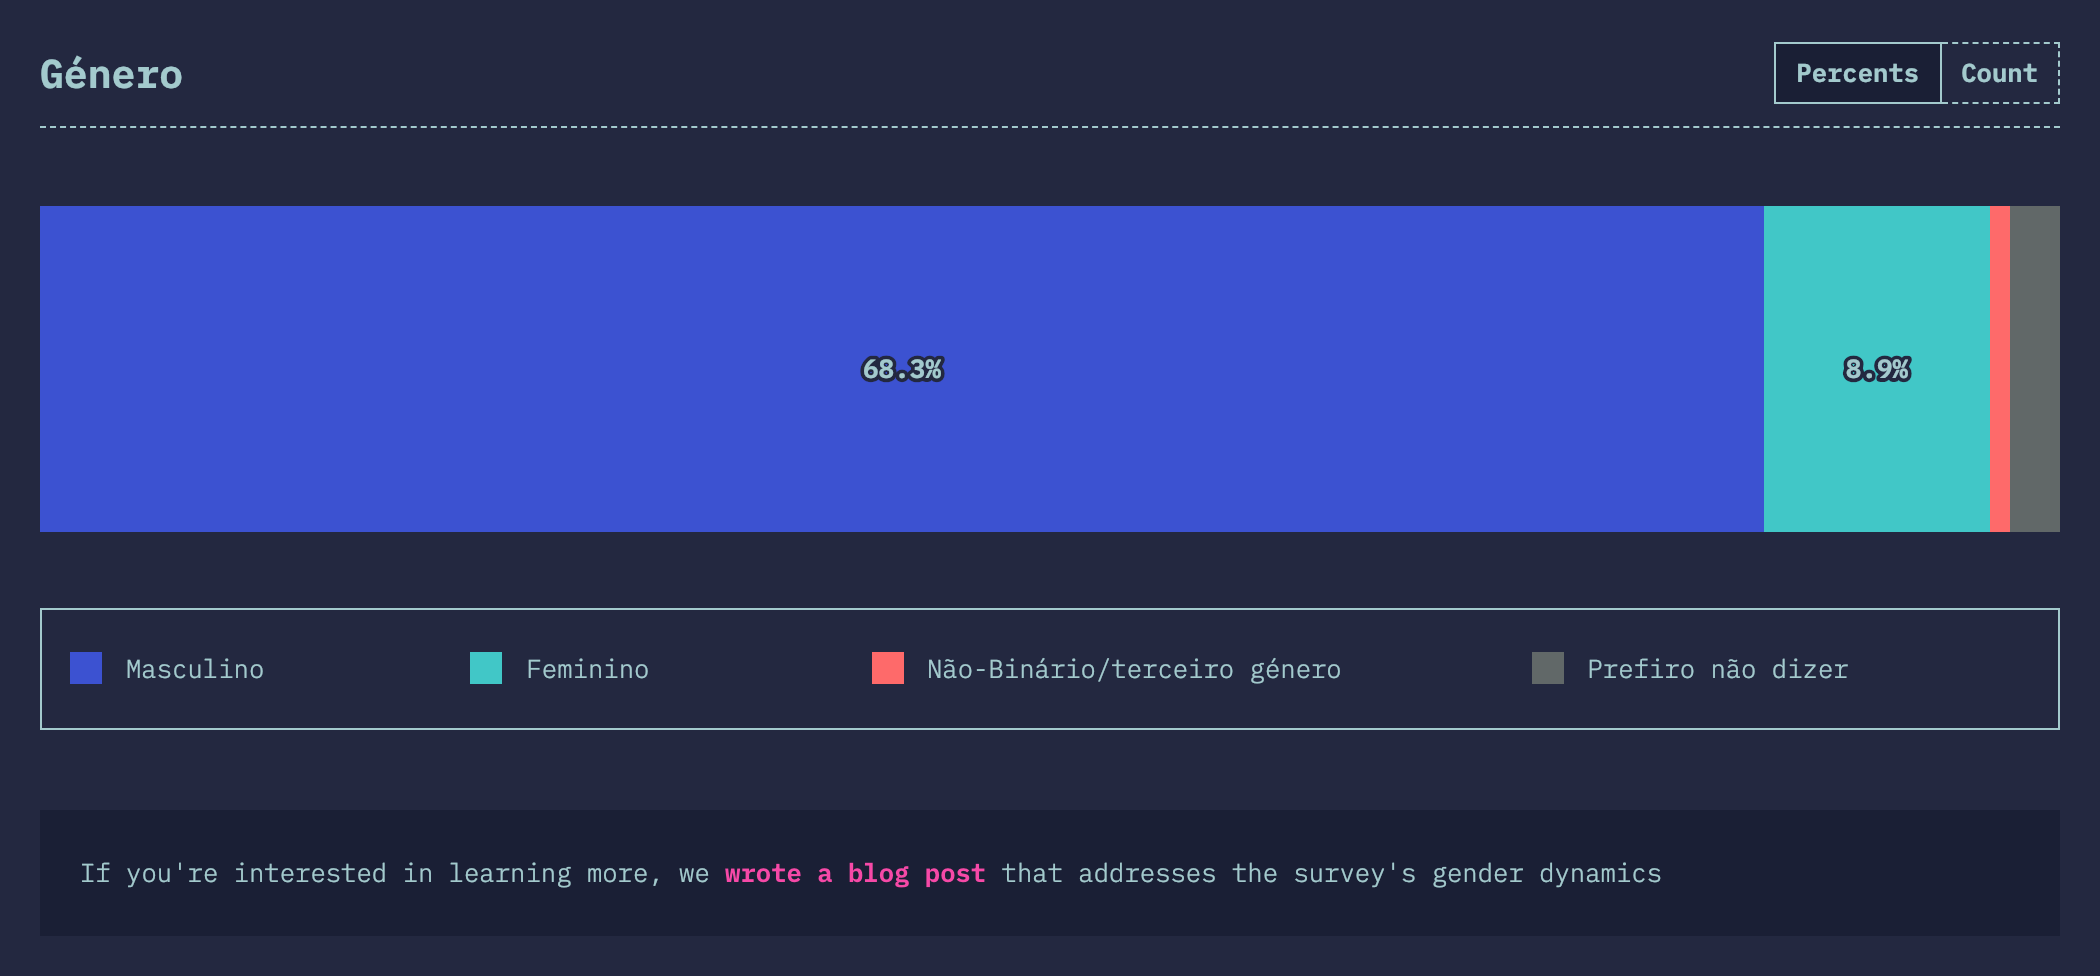 Género
Percents Count
68.3% 8.9%
Masculino Feminino Não-Binário/terceiro género Prefiro não dizer
If you're interested in learning more, we wrote a blog post that addresses the survey's gender dynamics